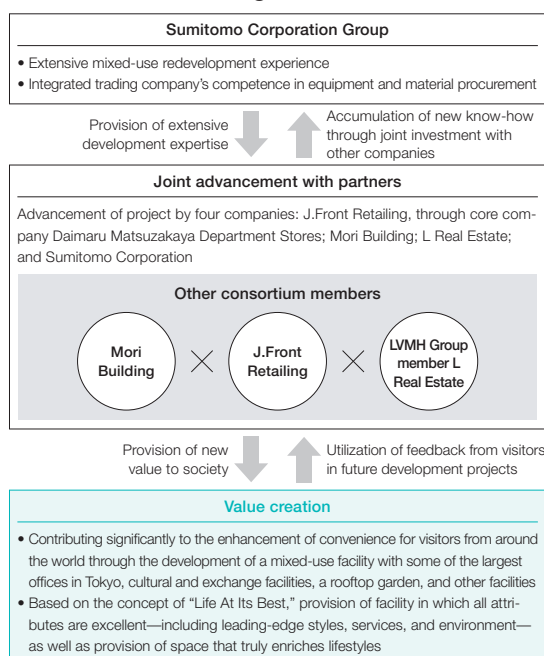 Sumitomo Corporation Group
• Extensive mixed-use redevelopment experience
• Integrated trading company's competence in equipment and material procurement
Provision of extensive
development expertise
Accumulation of new know-how
through joint investment with
other companies
Joint advancement with partners
Advancement of project by four companies: J.Front Retailing, through core com-
pany Daimaru Matsuzakaya Department Stores; Mori Building; L Real Estate;
and Sumitomo Corporation
Other consortium members
Mori
Building
J.Front
Retailing
LVMH Group
member L
Real Estate
Provision of new
value to society
Utilization of feedback from visitors
in future development projects
Value creation
• Contributing significantly to the enhancement of convenience for visitors from around
the world through the development of a mixed-use facility with some of the largest
offices in Tokyo, cultural and exchange facilities, a rooftop garden, and other facilities
• Based on the concept of “Life At Its Best,” provision of facility in which all attri-
butes are excellent—including leading-edge styles, services, and environment—
as well as provision of space that truly enriches lifestyles